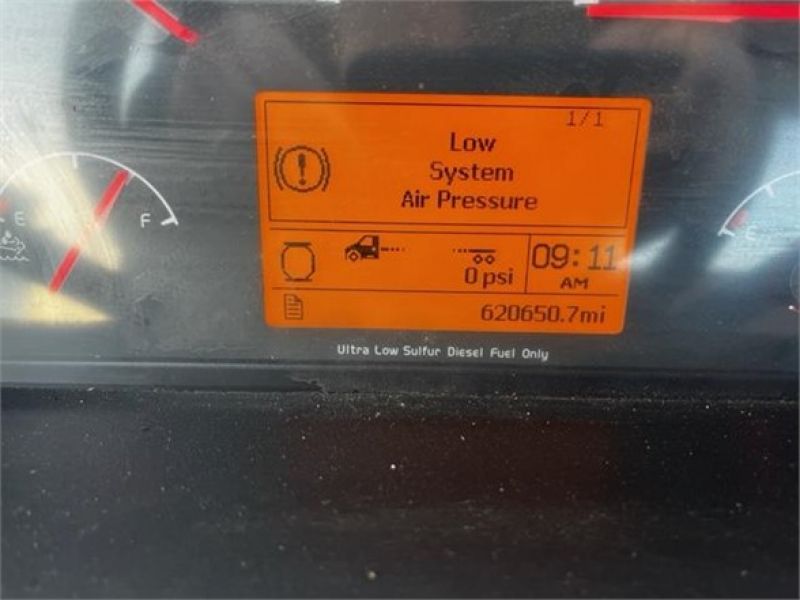 1/1
Low
System
Air Pressure
E
F
0 psi
09:11
AM
620650.7mi
Ultra Low Sulfur Diesel Fuel Only